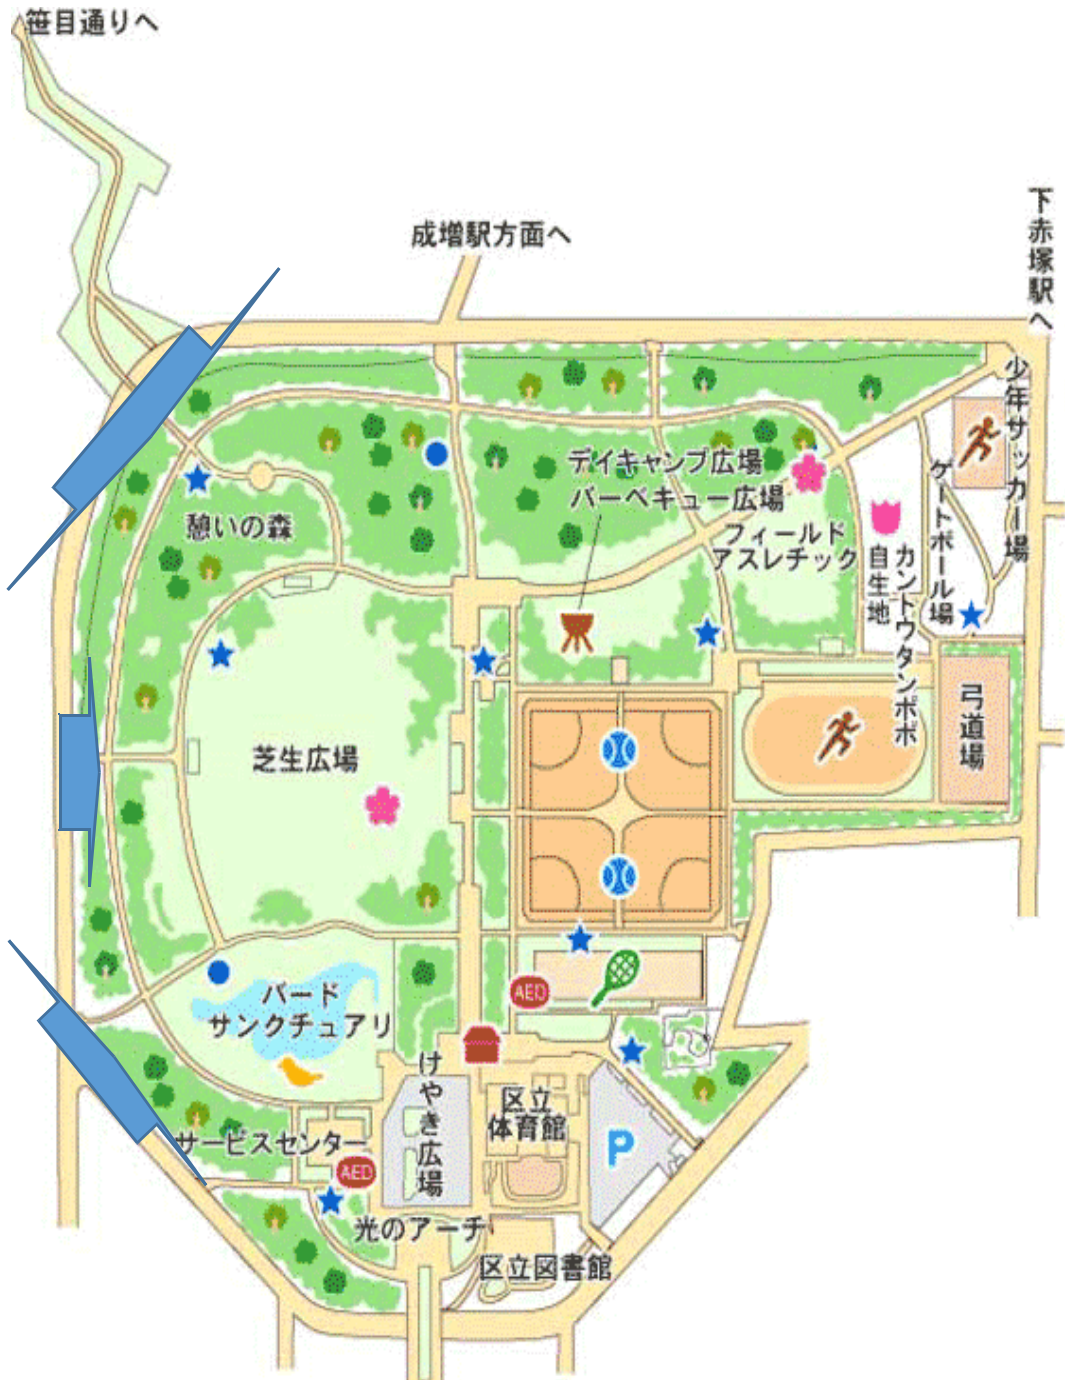 笹目通りへ
成増駅方面へ
下赤塚駅へ
少年サッカー場
デイキャンプ広場
バーベキュー広場
ゲートボール場
憩いの森
フィールド
アスレチック
カントウタンポポ
自生地
弓道場
芝生広場
バード
サンクチュアリ
AED
けやき広場
区立
体育館
P
サービスセンター
AED
光のアーチ
区立図書館